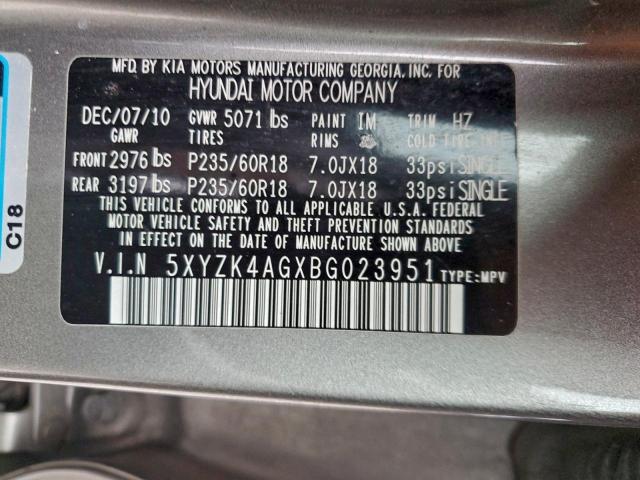 MFD. BY KIA MOTORS MANUFACTURING GEORGIA, INC. FOR
HYUNDAI MOTOR COMPANY
DEC/07/10 GVWR 5071 lbs PAINT IM TRIM HZ
GAWR TIRES RIMS COLD TIRE
FRONT 2976 lbs P235/60R18 7.0JX18 33psi SINGLE
REAR 3197 lbs P235/60R18 7.0JX18 33psi SINGLE
THIS VEHICLE CONFORMS TO ALL APPLICABLE U.S.A. FEDERAL
MOTOR VEHICLE SAFETY AND THEFT PREVENTION STANDARDS
IN EFFECT ON THE DATE OF MANUFACTURE SHOWN ABOVE.
V.I.N 5XYZK4AGXBG023951 TYPE:MPV
C18